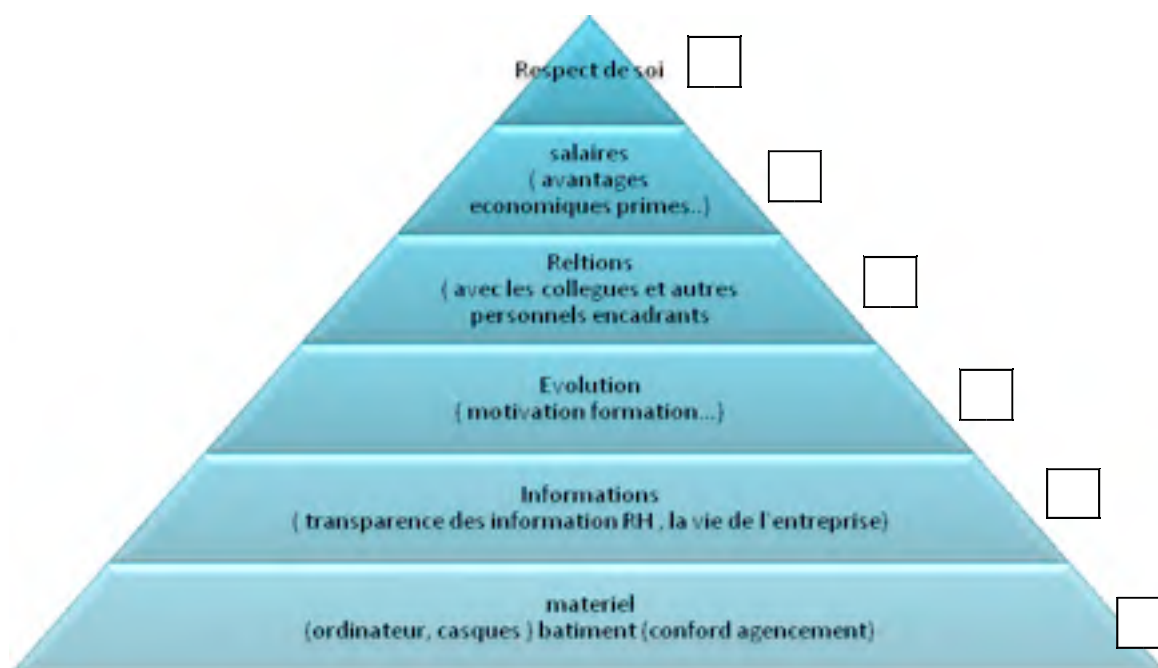 Respect de soi
salaires
( avantages
economiques primes..)
Reltions
( avec les collegues et autres
personnels encadrants
Evolution
( motivation formation...)
Informations
( transparence des information RH , la vie de l'entreprise)
materiel
(ordinateur, casques ) batiment (conford agencement)